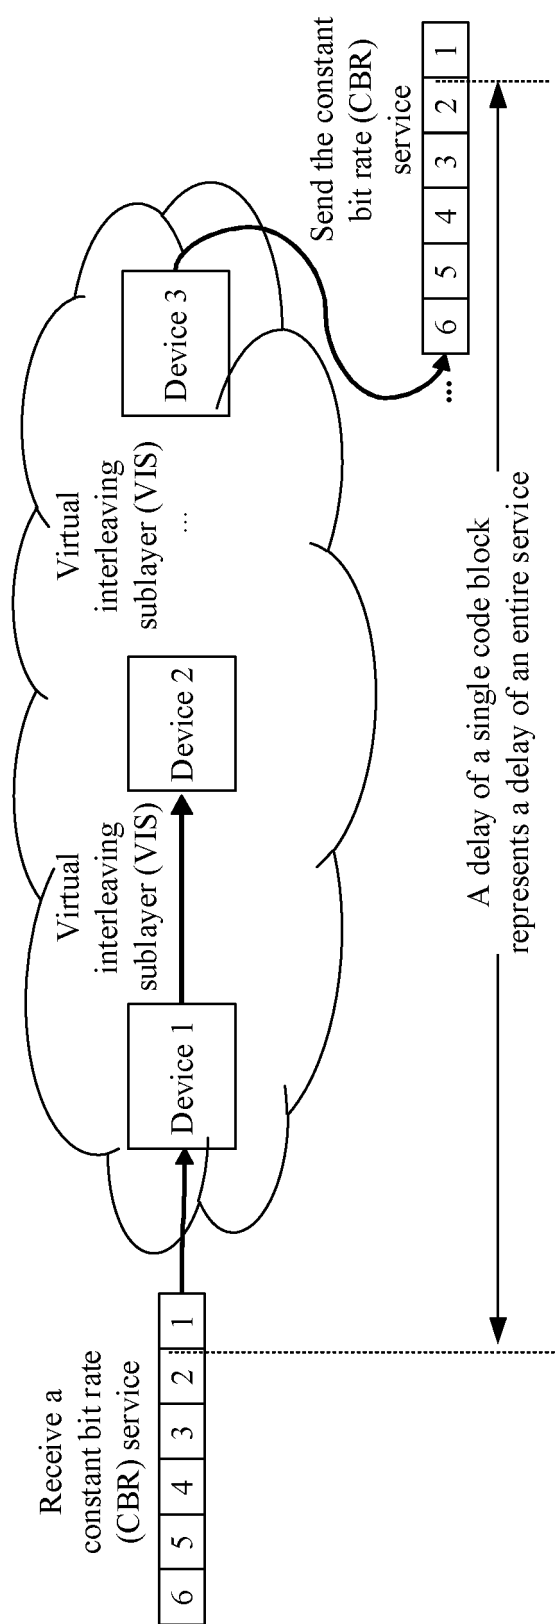 Receive a
constant bit rate
(CBR) service
6 5 4 3 2 1
Device 1
Virtual
interleaving
sublayer (VIS)
Device 2
Virtual
interleaving
sublayer (VIS)
...
Device 3
Send the constant
bit rate (CBR)
service
... 6 5 4 3 2 1
A delay of a single code block
represents a delay of an entire service